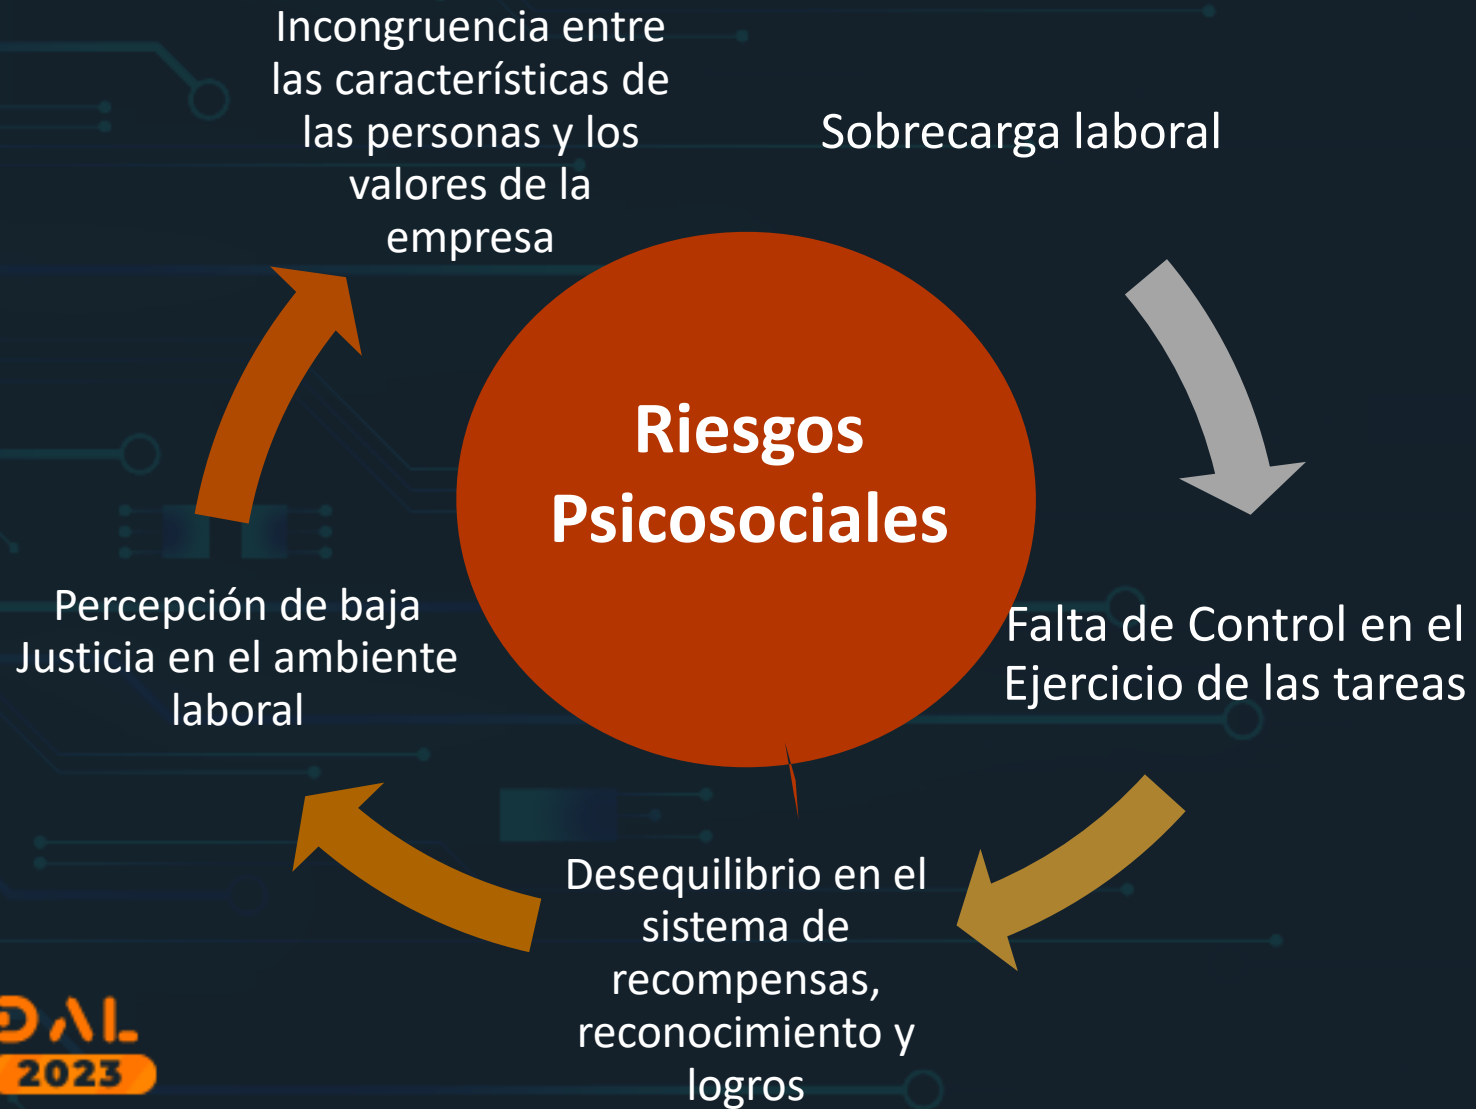 Incongruencia entre
las características de
las personas y los
valores de la
empresa
Sobrecarga laboral
Riesgos
Psicosociales
Falta de Control en el
Ejercicio de las tareas
Percepción de baja
Justicia en el ambiente
laboral
Desequilibrio en el
sistema de
recompensas,
reconocimiento y
logros
DAL
2023